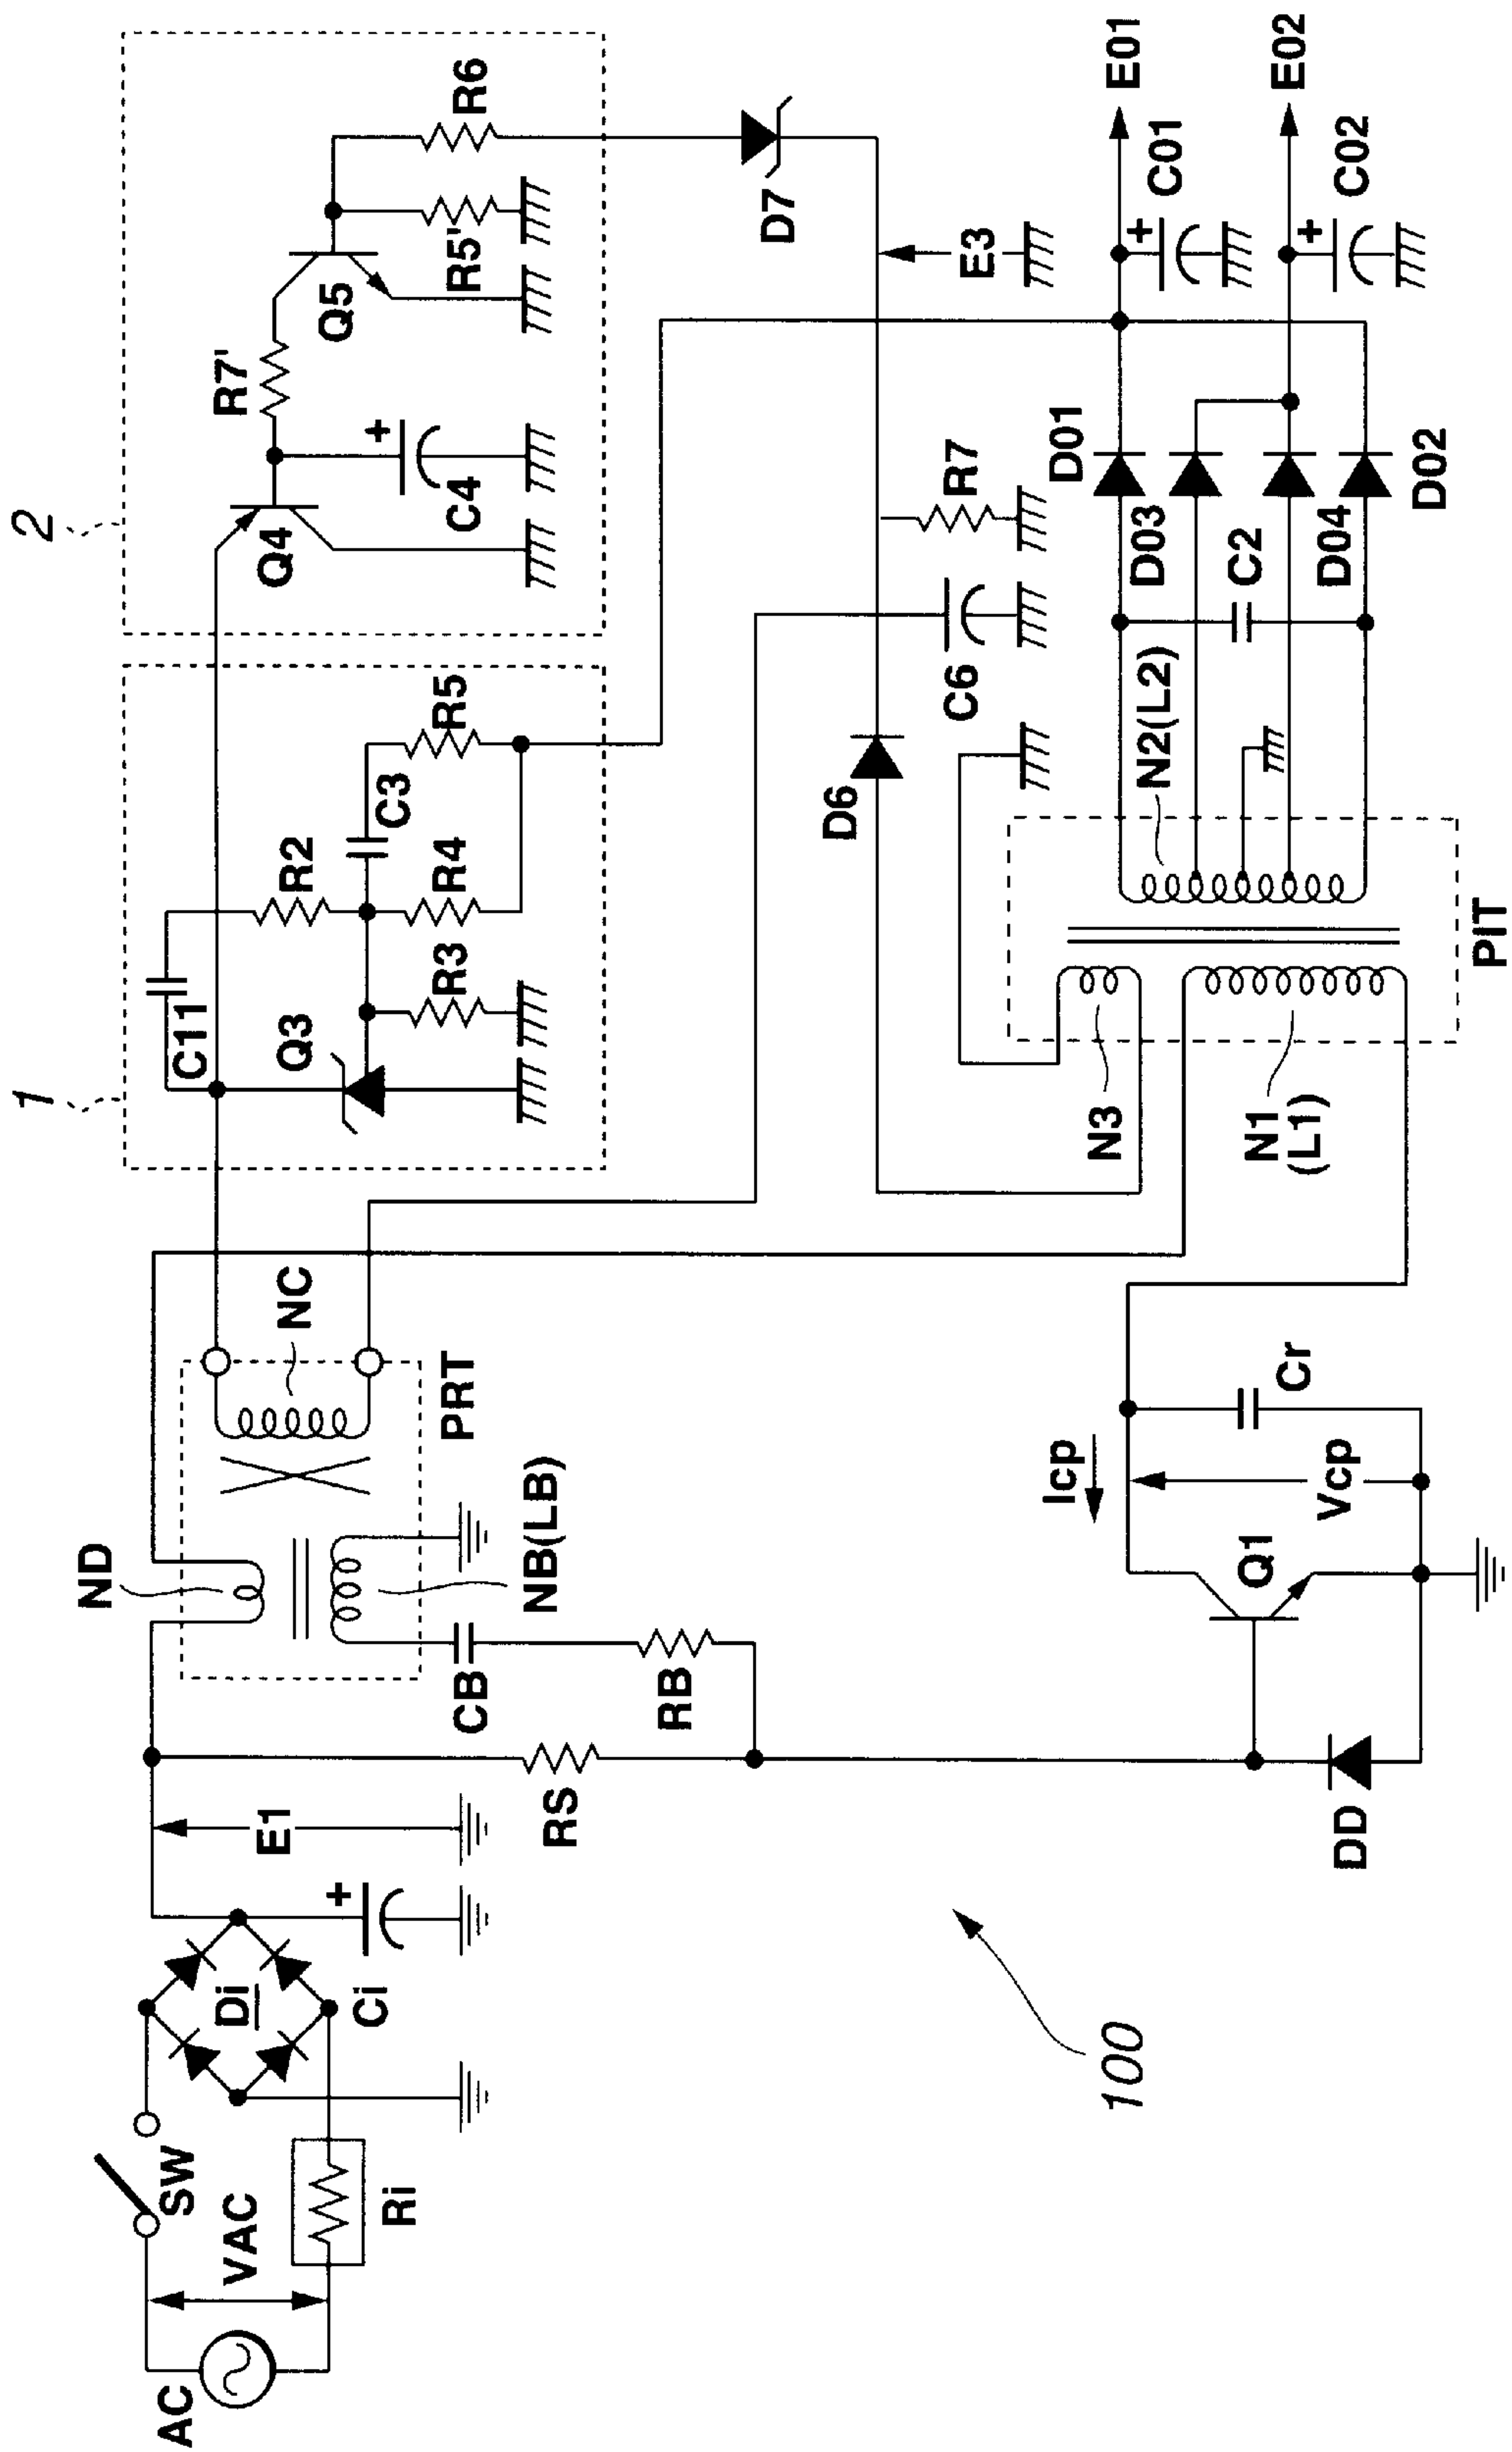 2
1
R6
Q5
R5'
R7'
Q4
C4
D7
E01
C01
E02
C02
E3
R5
C3
R2
R4
R3
C11
Q3
R7
C6
D6
D01
D03
C2
D04
D02
N2(L2)
PIT
N3
N1
(L1)
NC
PRT
ND
NB(LB)
CB
RB
RS
Icp
Vcp
Cr
Q1
DD
E1
Di
Ci
SW
VAC
Ri
AC
100